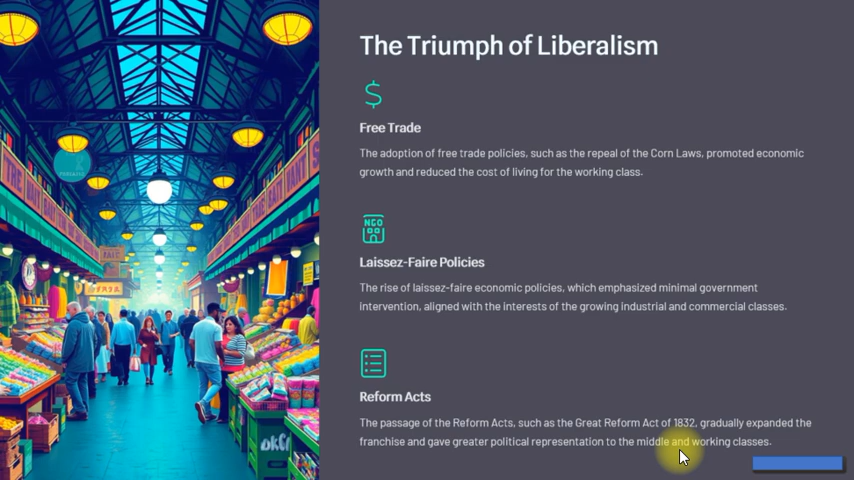 The Triumph of Liberalism
Free Trade
The adoption of free trade policies, such as the repeal of the Corn Laws, promoted economic
growth and reduced the cost of living for the working class.
NGO
Laissez-Faire Policies
The rise of laissez-faire economic policies, which emphasized minimal government
intervention, aligned with the interests of the growing industrial and commercial classes.
Reform Acts
The passage of the Reform Acts, such as the Great Reform Act of 1832, gradually expanded the
franchise and gave greater political representation to the middle and working classes.